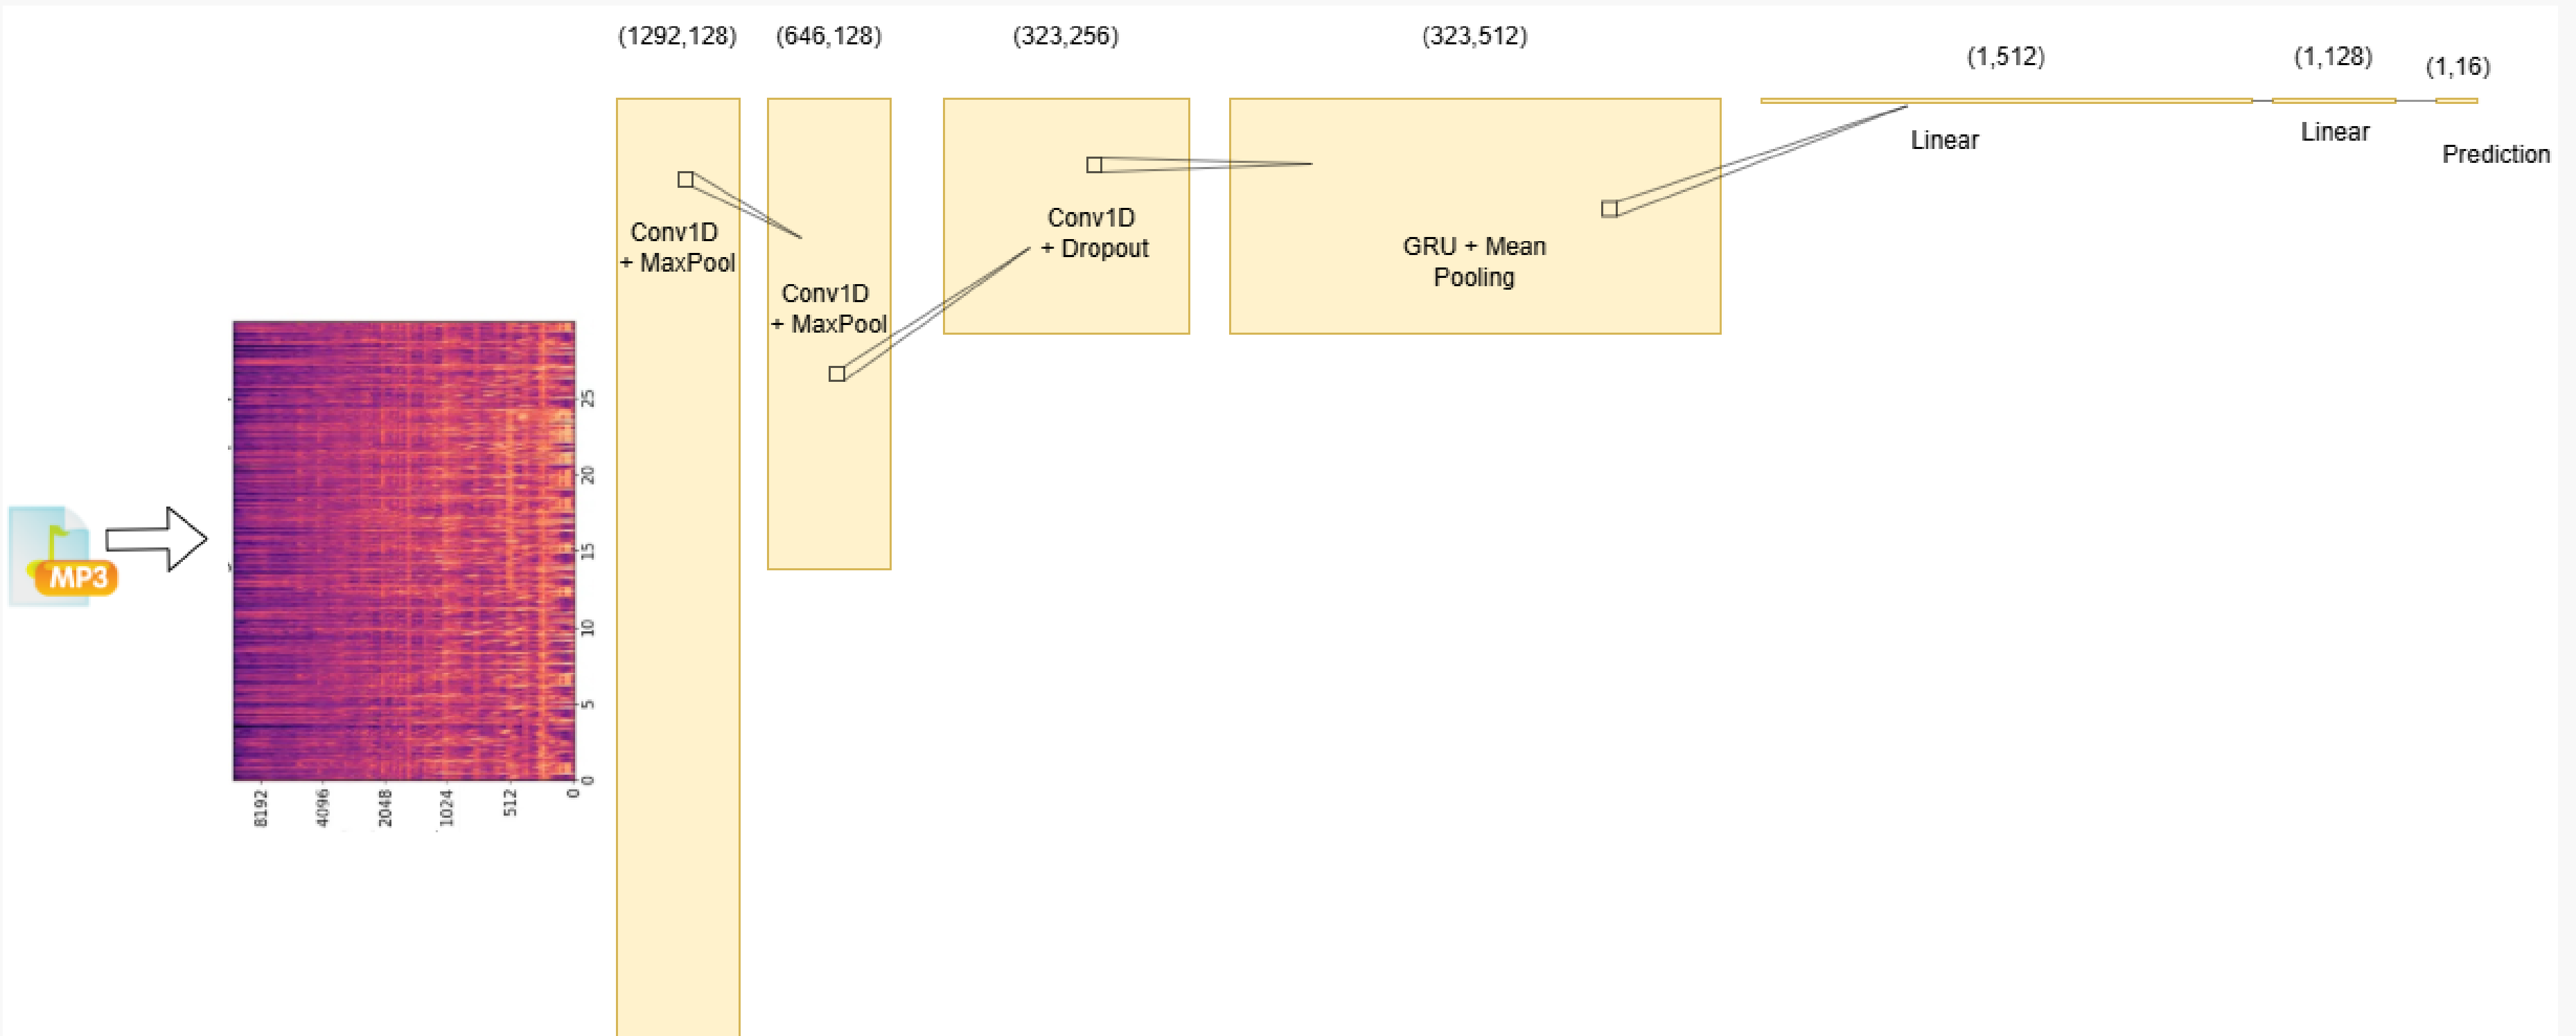 (1292,128)
(646,128)
(323,256)
(323,512)
(1,512)
(1,128)
(1,16)
Conv1D
+ MaxPool
Conv1D
+ MaxPool
Conv1D
+ Dropout
GRU + Mean
Pooling
Linear
Linear
Prediction
MP3
25
20
15
10
5
0
8192
4096
2048
1024
512
0